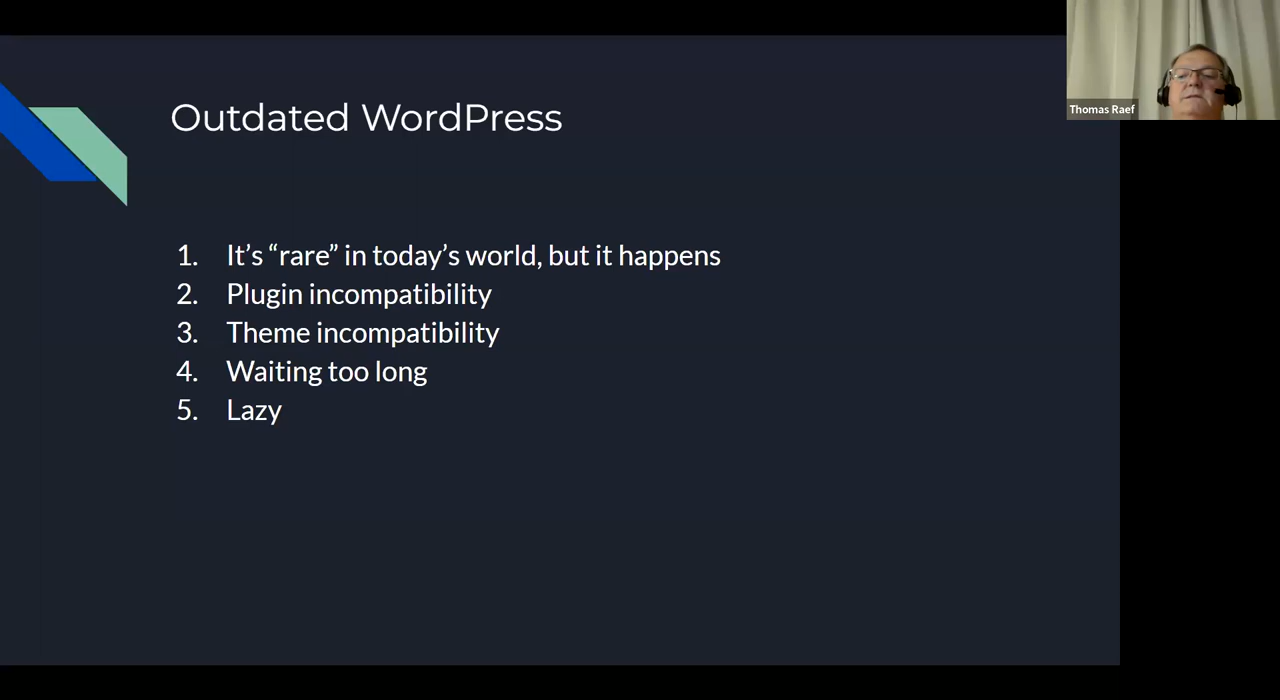 Outdated WordPress
Thomas Raef
1. It’s “rare” in today’s world, but it happens
2. Plugin incompatibility
3. Theme incompatibility
4. Waiting too long
5. Lazy